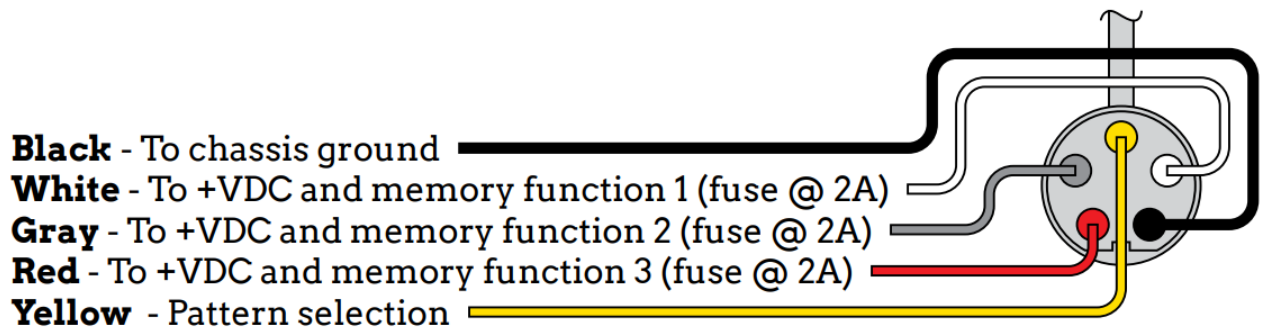 Black - To chassis ground
White - To +VDC and memory function 1 (fuse @ 2A)
Gray - To +VDC and memory function 2 (fuse @ 2A)
Red - To +VDC and memory function 3 (fuse @ 2A)
Yellow - Pattern selection